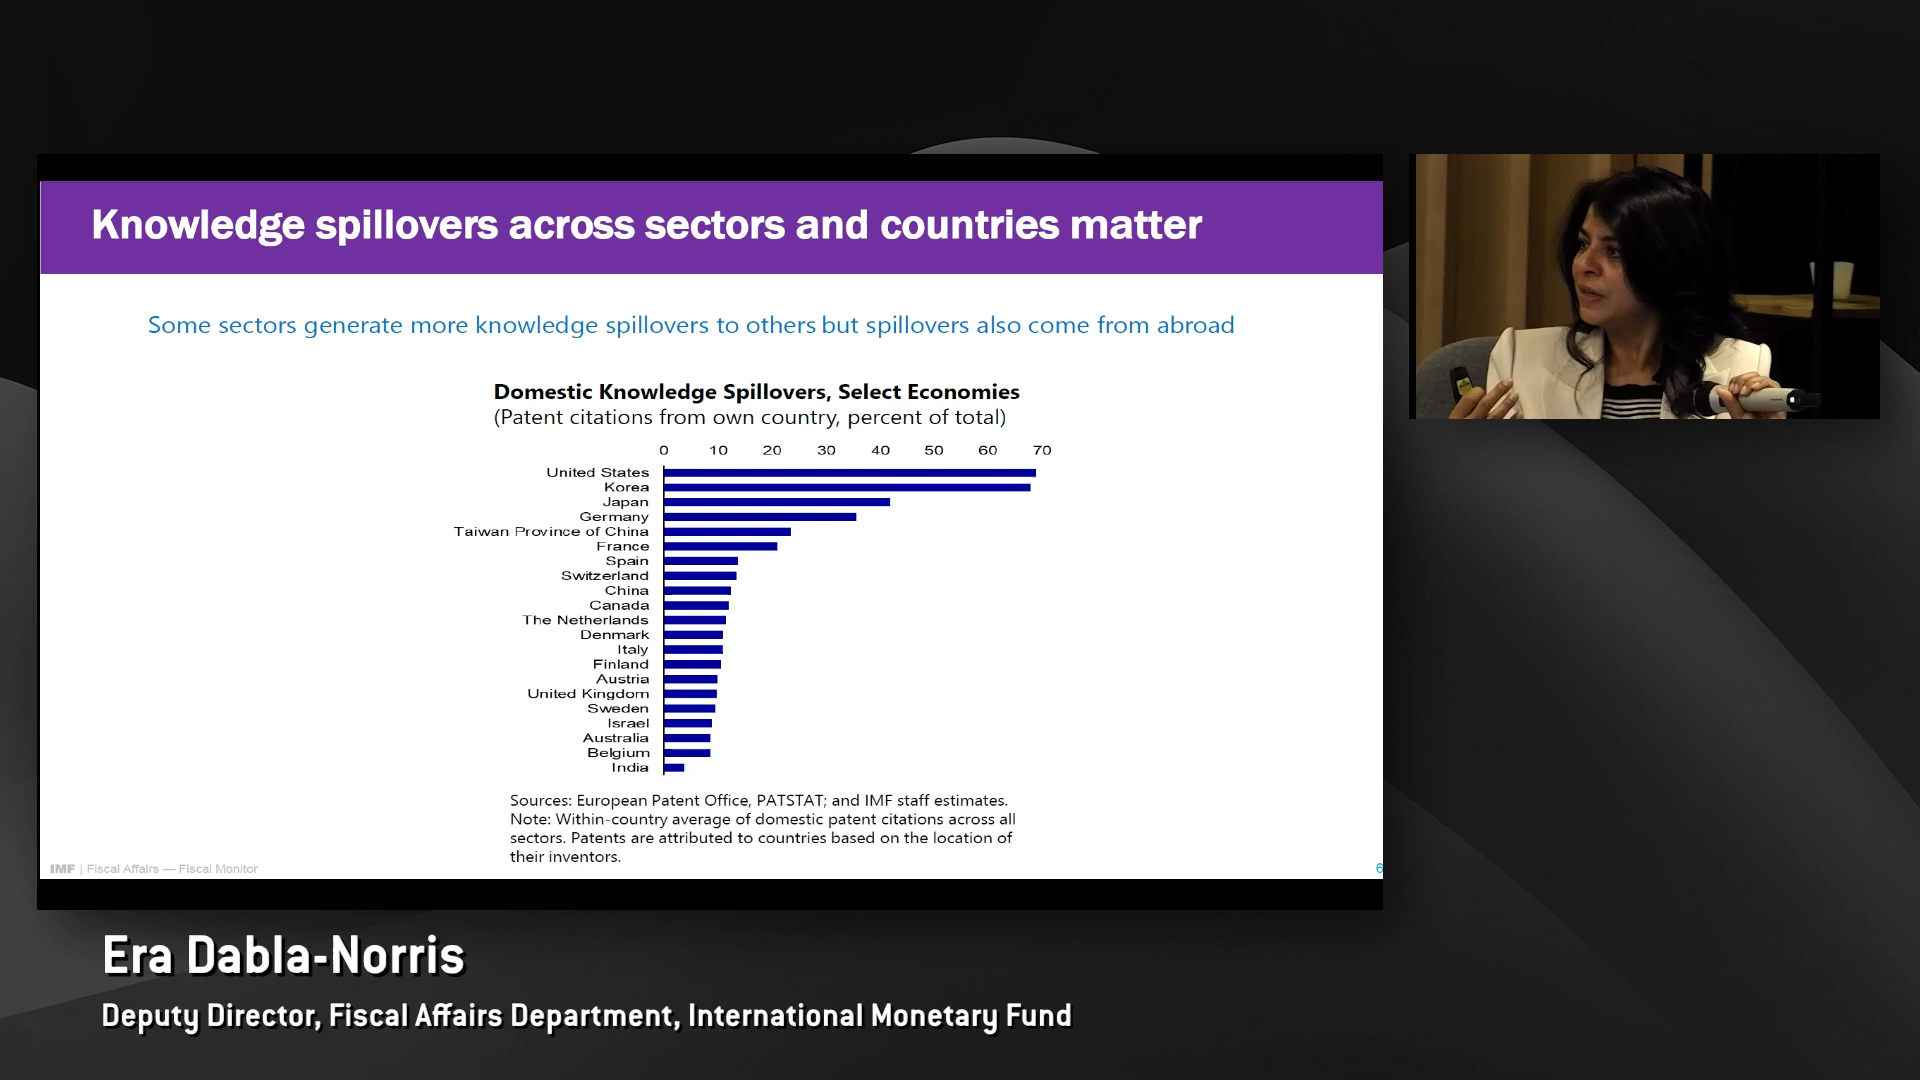 Knowledge spillovers across sectors and countries matter
Some sectors generate more knowledge spillovers to others but spillovers also come from abroad
Domestic Knowledge Spillovers, Select Economies
(Patent citations from own country, percent of total)
0 10 20 30 40 50 60 70
United States
Korea
Japan
Germany
Taiwan Province of China
France
Spain
Switzerland
China
Canada
The Netherlands
Denmark
Italy
Finland
Austria
United Kingdom
Sweden
Israel
Australia
Belgium
India
Sources: European Patent Office, PATSTAT; and IMF staff estimates.
Note: Within-country average of domestic patent citations across all
sectors. Patents are attributed to countries based on the location of
their inventors.
IMF | Fiscal Affairs — Fiscal Monitor
6
Era Dabla-Norris
Deputy Director, Fiscal Affairs Department, International Monetary Fund